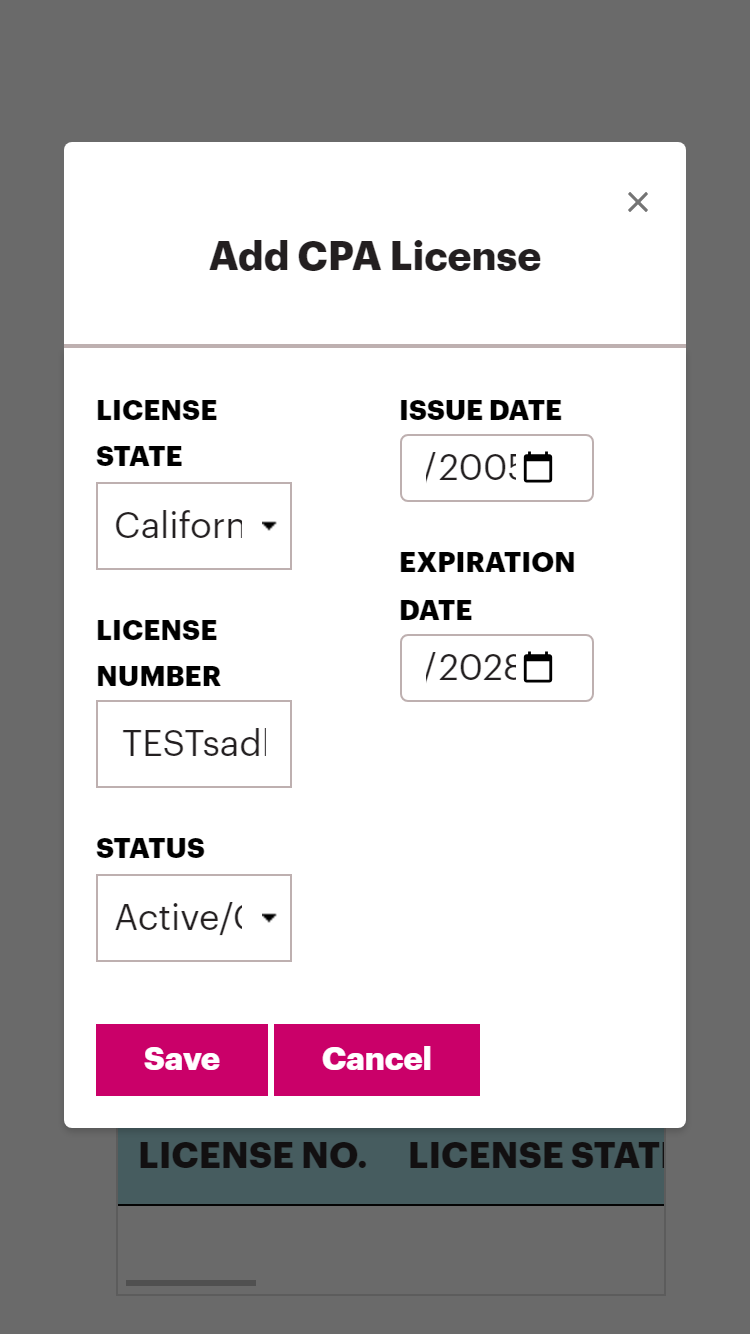 Add CPA License
LICENSE
STATE
Californ
LICENSE
NUMBER
TESTsad
STATUS
Active/
ISSUE DATE
/2005
EXPIRATION
DATE
/2028
Save
Cancel
LICENSE NO.
LICENSE STAT